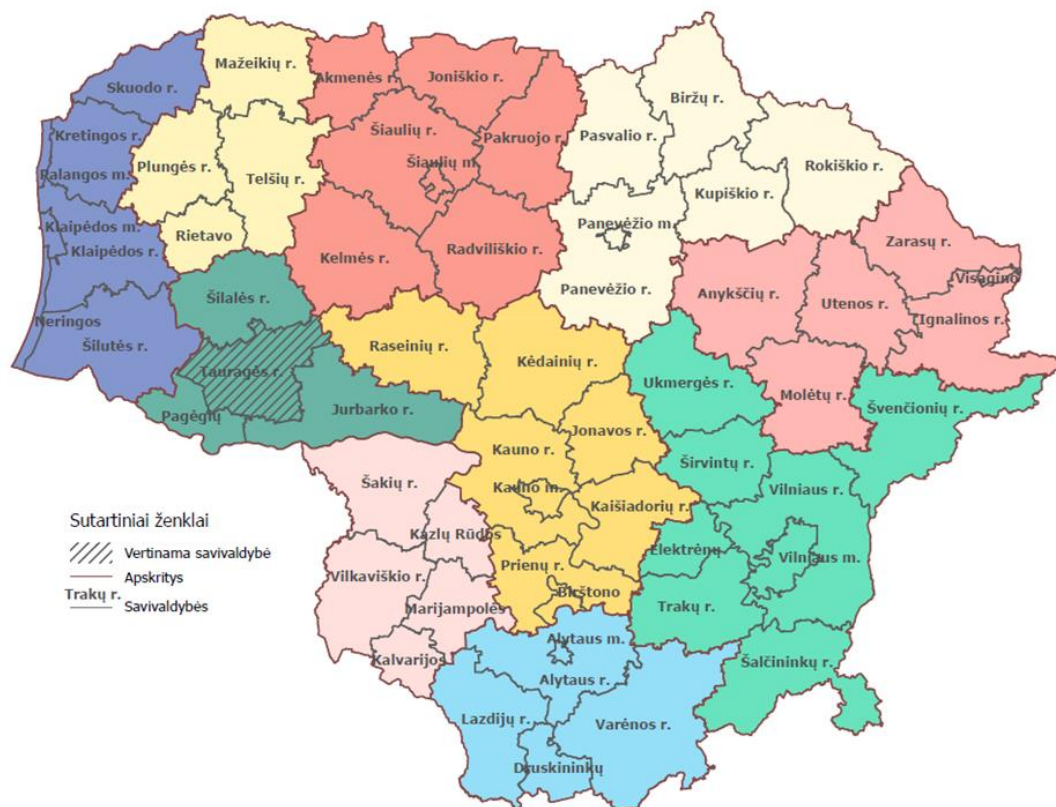 Mažeikių r.
Skuodo r.
Akmenės r.
Joniškio r.
Biržų r.
Kretingos r.
Šiaulių r.
Pakruojo r.
Pasvalio r.
Rokiškio r.
Plungės r.
Šiaulių m.
Palangos m.
Telšių r.
Kupiškio r.
Klaipėdos m.
Panevėžio m.
Rietavo
Klaipėdos r.
Radviliškio r.
Zarasų r.
Kelmės r.
Visagino
Šilalės r.
Panevėžio r.
Anykščių r.
Utenos r.
Ignalinos r.
Neringos
Šilutės r.
Raseinių r.
Kėdainių r.
Tauragės r.
Ukmergės r.
Molėtų r.
Pagėgių
Jurbarko r.
Švenčionių r.
Jonavos r.
Kauno r.
Širvintų r.
Šakių r.
Kauno m.
Vilniaus r.
Kaišiadorių r.
Kazlų Rūdos
Elektrėnų
Vilniaus m.
Prienų r.
Vilkaviškio r.
Birštono
Marijampolės
Trakų r.
Alytaus m.
Kalvarijos
Šalčininkų r.
Alytaus r.
Lazdijų r.
Varėnos r.
Druskininkų
Sutartiniai ženklai
Vertinama savivaldybė
Apskritys
Trakų r.
Savivaldybės